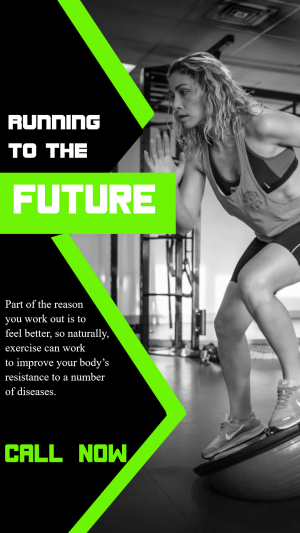 RUNNING
TO THE
FUTURE
Part of the reason
you work out is to
feel better, so naturally,
exercise can work
to improve your body's
resistance to a number
of diseases.
CALL NOW